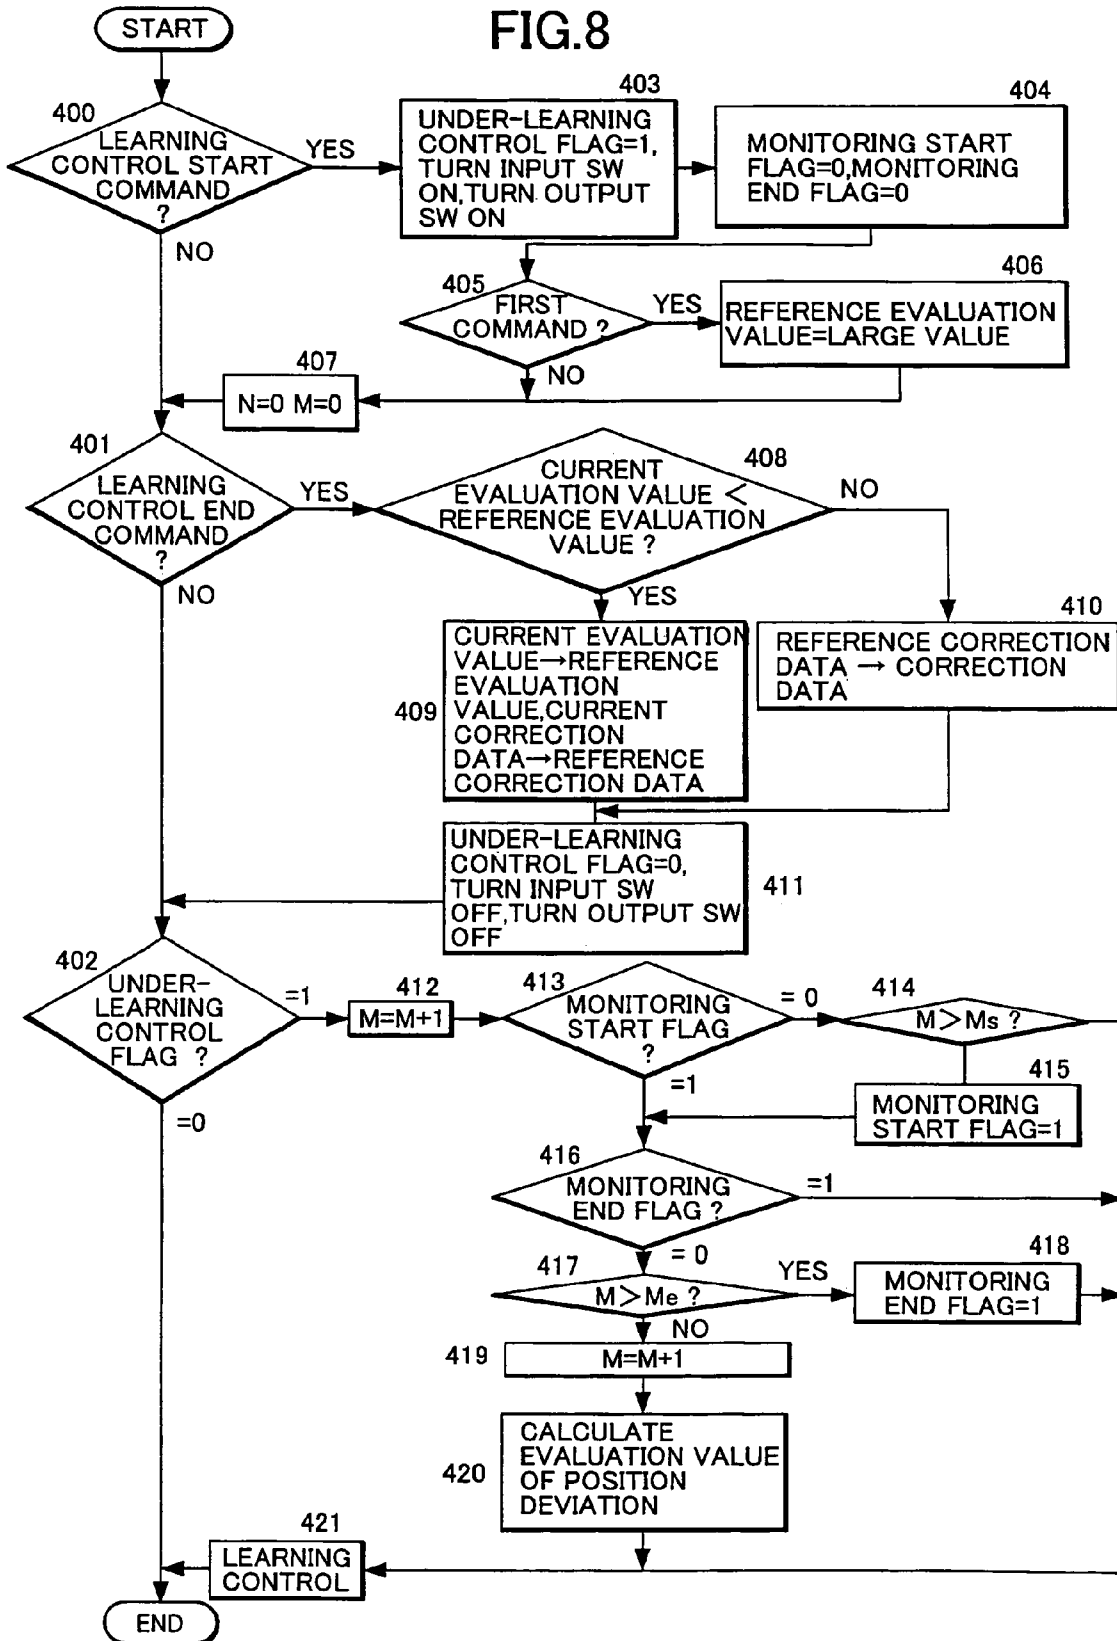 FIG.8
START
400
LEARNING
CONTROL START
COMMAND
?
YES
NO
403
UNDER-LEARNING
CONTROL FLAG=1,
TURN INPUT SW
ON,TURN OUTPUT
SW ON
404
MONITORING START
FLAG=0,MONITORING
END FLAG=0
405
FIRST
COMMAND ?
YES
NO
406
REFERENCE EVALUATION
VALUE=LARGE VALUE
407
N=0 M=0
401
LEARNING
CONTROL END
COMMAND
?
YES
NO
408
CURRENT
EVALUATION VALUE <
REFERENCE EVALUATION
VALUE ?
NO
YES
409
CURRENT EVALUATION
VALUE→REFERENCE
EVALUATION
VALUE,CURRENT
CORRECTION
DATA→REFERENCE
CORRECTION DATA
410
REFERENCE CORRECTION
DATA → CORRECTION
DATA
411
UNDER-LEARNING
CONTROL FLAG=0,
TURN INPUT SW
OFF,TURN OUTPUT SW
OFF
402
UNDER-
LEARNING
CONTROL
FLAG ?
=1
=0
412
M=M+1
413
MONITORING
START FLAG
?
= 0
=1
414
M>Ms ?
415
MONITORING
START FLAG=1
416
MONITORING
END FLAG ?
=1
= 0
417
M>Me ?
YES
NO
418
MONITORING
END FLAG=1
419
M=M+1
420
CALCULATE
EVALUATION VALUE
OF POSITION
DEVIATION
421
LEARNING
CONTROL
END